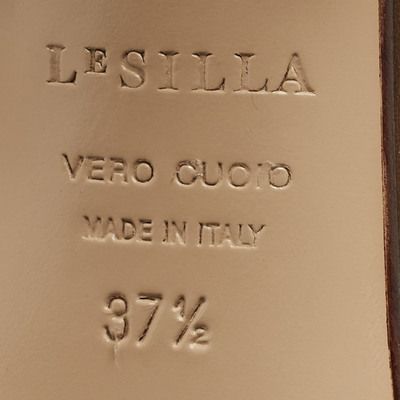 LESILLA
VERO CUOIO
MADE IN ITALY
37½